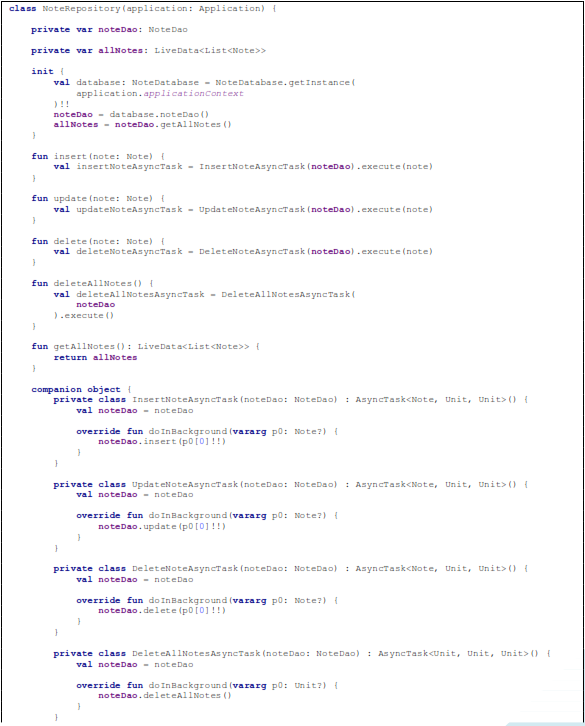 class NoteRepository(application: Application) {
private var noteDao: NoteDao
private var allNotes: LiveData<List<Note>>
init {
val database: NoteDatabase = NoteDatabase.getInstance(
application.applicationContext
)!!
noteDao = database.noteDao()
allNotes = noteDao.getAllNotes()
}
fun insert(note: Note) {
val insertNoteAsyncTask = InsertNoteAsyncTask(noteDao).execute(note)
}
fun update(note: Note) {
val updateNoteAsyncTask = UpdateNoteAsyncTask(noteDao).execute(note)
}
fun delete(note: Note) {
val deleteNoteAsyncTask = DeleteNoteAsyncTask(noteDao).execute(note)
}
fun deleteAllNotes() {
val deleteAllNotesAsyncTask = DeleteAllNotesAsyncTask(
noteDao
).execute()
}
fun getAllNotes(): LiveData<List<Note>> {
return allNotes
}
companion object {
private class InsertNoteAsyncTask(noteDao: NoteDao) : AsyncTask<Note, Unit, Unit>() {
val noteDao = noteDao
override fun doInBackground(vararg p0: Note?) {
noteDao.insert(p0[0]!!)
}
}
private class UpdateNoteAsyncTask(noteDao: NoteDao) : AsyncTask<Note, Unit, Unit>() {
val noteDao = noteDao
override fun doInBackground(vararg p0: Note?) {
noteDao.update(p0[0]!!)
}
}
private class DeleteNoteAsyncTask(noteDao: NoteDao) : AsyncTask<Note, Unit, Unit>() {
val noteDao = noteDao
override fun doInBackground(vararg p0: Note?) {
noteDao.delete(p0[0]!!)
}
}
private class DeleteAllNotesAsyncTask(noteDao: NoteDao) : AsyncTask<Unit, Unit, Unit>() {
val noteDao = noteDao
override fun doInBackground(vararg p0: Unit?) {
noteDao.deleteAllNotes()
}
}